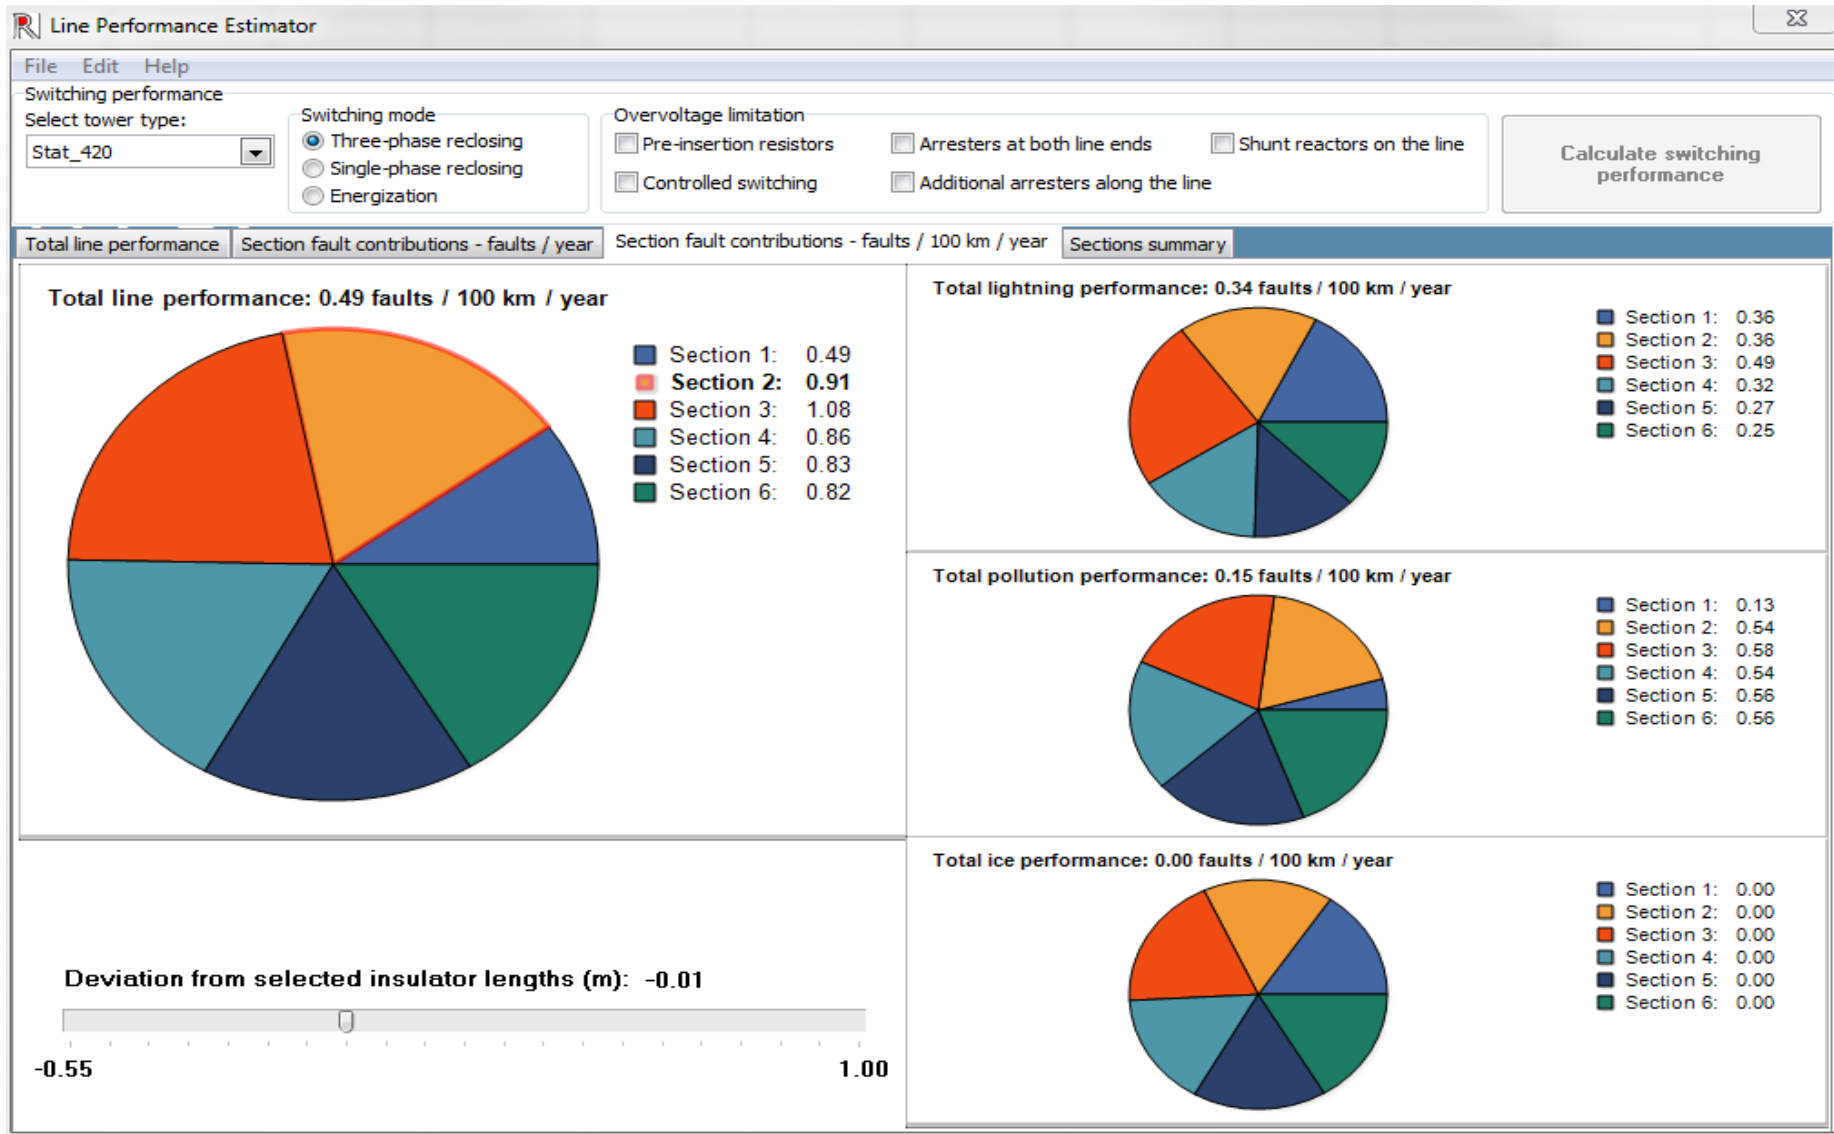 Line Performance Estimator
File Edit Help
Switching performance
Select tower type:
Stat_420
Switching mode
Three-phase reclosing
Single-phase reclosing
Energization
Overvoltage limitation
Pre-insertion resistors
Arresters at both line ends
Shunt reactors on the line
Controlled switching
Additional arresters along the line
Calculate switching
performance
Total line performance
Section fault contributions - faults / year
Section fault contributions - faults / 100 km / year
Sections summary
Total line performance: 0.49 faults / 100 km / year
Section 1: 0.49
Section 2: 0.91
Section 3: 1.08
Section 4: 0.86
Section 5: 0.83
Section 6: 0.82
Deviation from selected insulator lengths (m): -0.01
-0.55
1.00
Total lightning performance: 0.34 faults / 100 km / year
Section 1: 0.36
Section 2: 0.36
Section 3: 0.49
Section 4: 0.32
Section 5: 0.27
Section 6: 0.25
Total pollution performance: 0.15 faults / 100 km / year
Section 1: 0.13
Section 2: 0.54
Section 3: 0.58
Section 4: 0.54
Section 5: 0.56
Section 6: 0.56
Total ice performance: 0.00 faults / 100 km / year
Section 1: 0.00
Section 2: 0.00
Section 3: 0.00
Section 4: 0.00
Section 5: 0.00
Section 6: 0.00